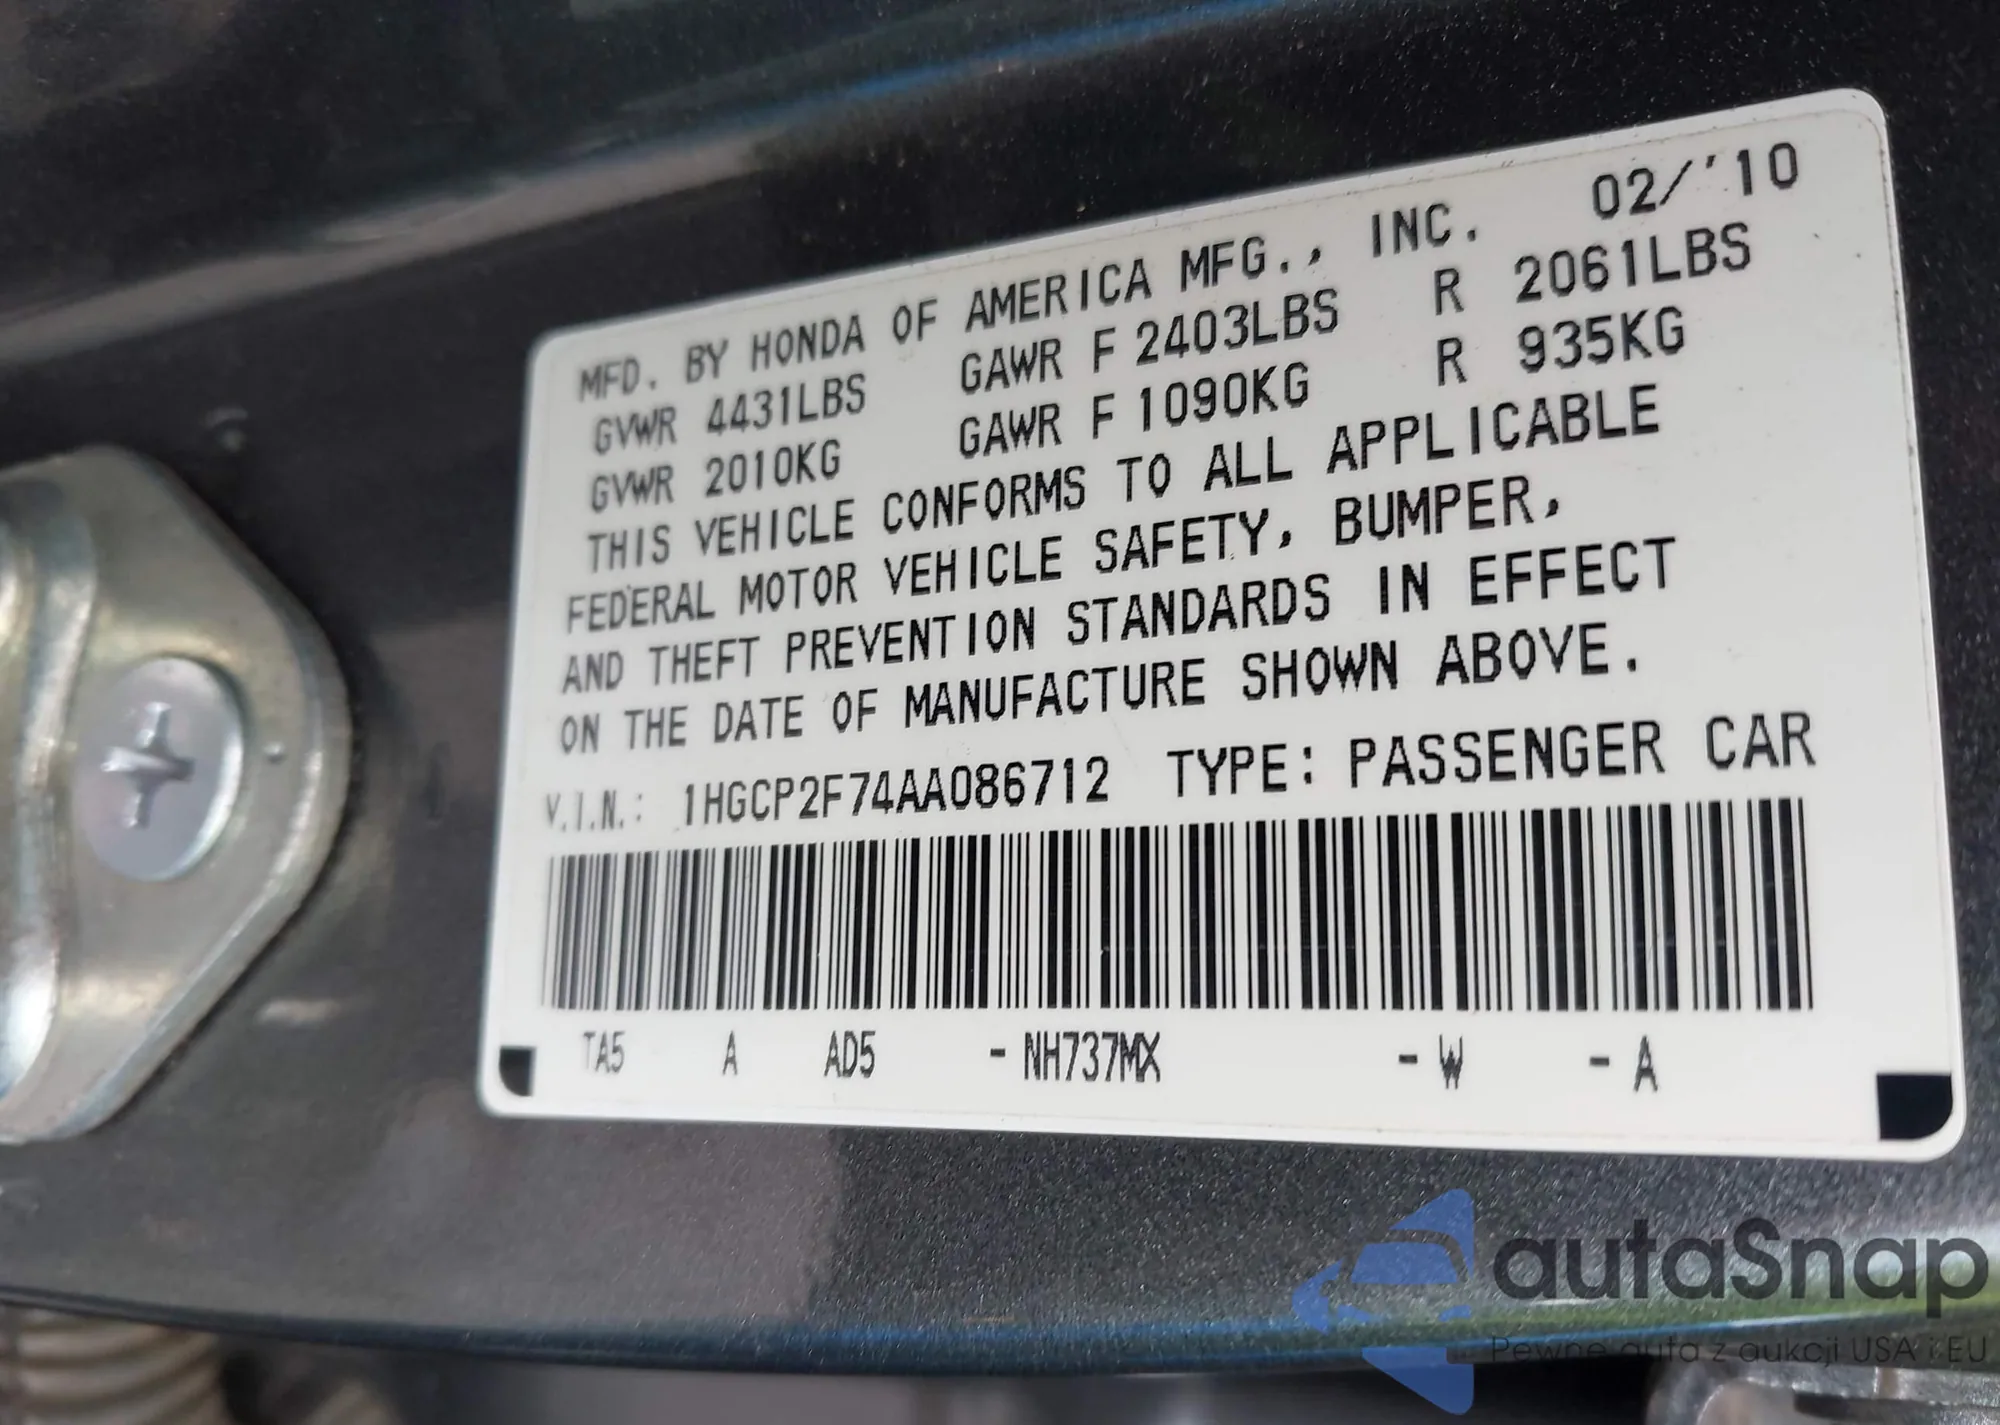 MFD. BY HONDA OF AMERICA MFG., INC. 02/'10
GVWR 4431LBS GAWR F 2403LBS R 2061LBS
GVWR 2010KG GAWR F 1090KG R 935KG
THIS VEHICLE CONFORMS TO ALL APPLICABLE
FEDERAL MOTOR VEHICLE SAFETY, BUMPER,
AND THEFT PREVENTION STANDARDS IN EFFECT
ON THE DATE OF MANUFACTURE SHOWN ABOVE.
V.I.N.: 1HGCP2F74AA086712 TYPE: PASSENGER CAR
TA5 A AD5 - NH737MX - W - A
autaSnap
Pewne auta z aukcji USA i EU